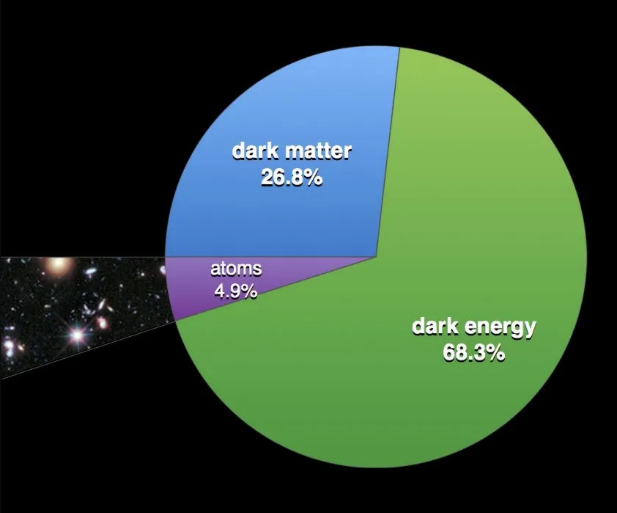 dark matter
26.8%
atoms
4.9%
dark energy
68.3%